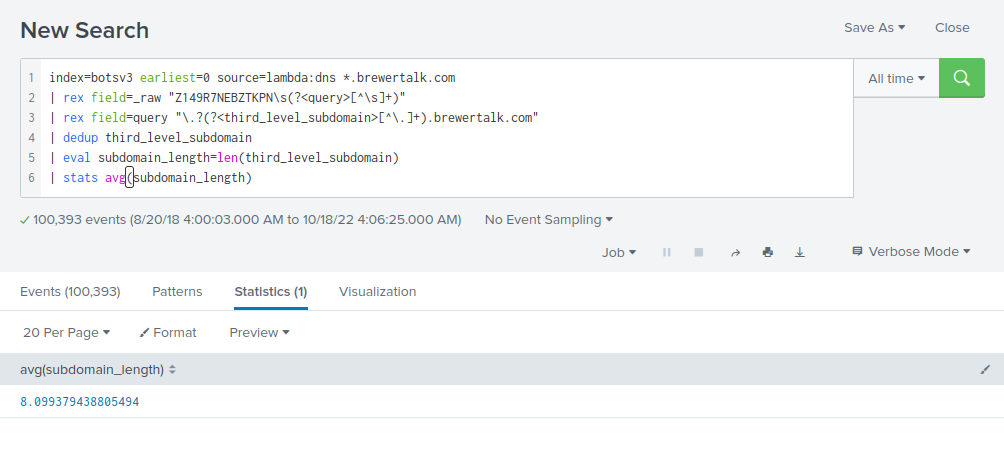 New Search
Save As Close
1 index=botsv3 earliest=0 source=lambda:dns *.brewertalk.com
2 | rex field=_raw "Z149R7NEBZTKPN\s(?<query>[^\s]+)"
3 | rex field=query "\.?(?<third_level_subdomain>[^\.]+).brewertalk.com"
4 | dedup third_level_subdomain
5 | eval subdomain_length=len(third_level_subdomain)
6 | stats avg(subdomain_length)
All time
100,393 events (8/20/18 4:00:03.000 AM to 10/18/22 4:06:25.000 AM) No Event Sampling
Job Verbose Mode
Events (100,393) Patterns Statistics (1) Visualization
20 Per Page Format Preview
avg(subdomain_length)
8.099379438805494